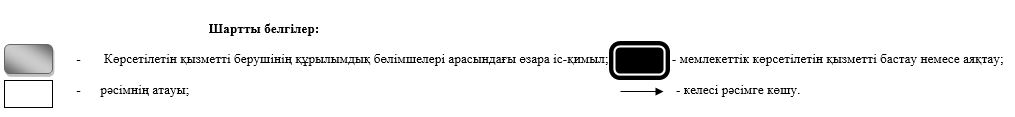 Шартты белгілер:
- Көрсетілетін қызметті берушінің құрылымдық бөлімшелері арасындағы өзара іс-қимыл; - мемлекеттік көрсетілетін қызметті бастау немесе аяқтау;
- рәсімнің атауы; - келесі рәсімге көшу.